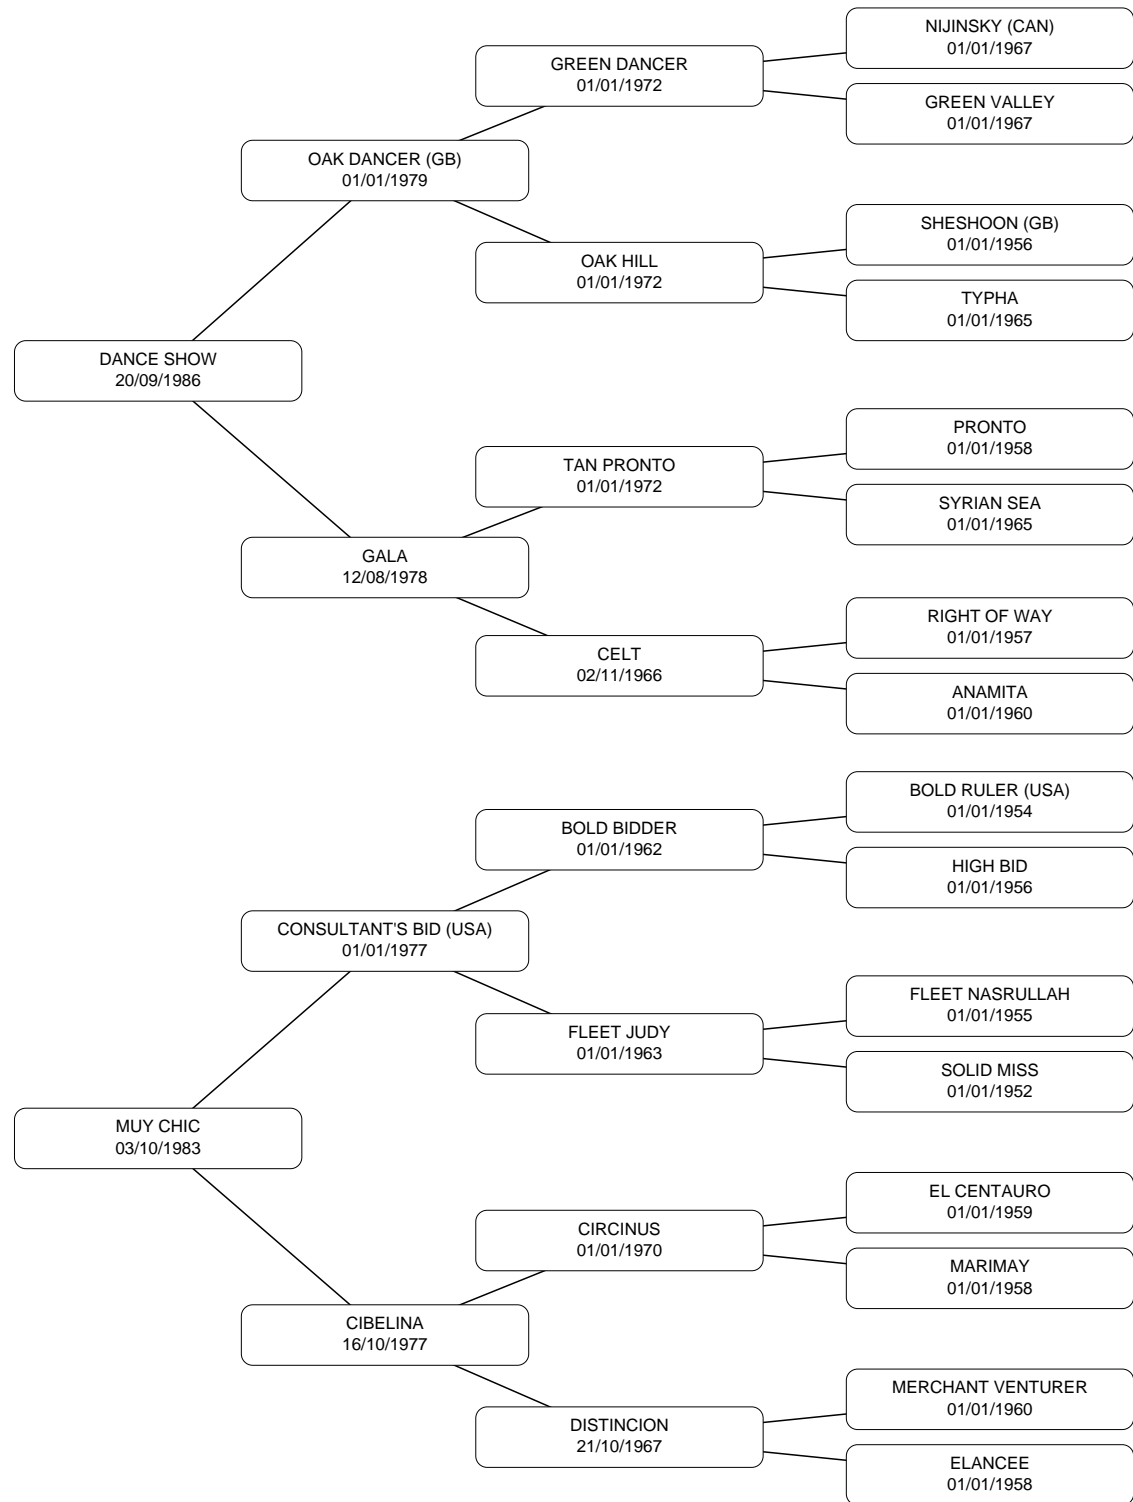 NIJINSKY (CAN)
01/01/1967
GREEN DANCER
01/01/1972
GREEN VALLEY
01/01/1967
OAK DANCER (GB)
01/01/1979
SHESHOON (GB)
01/01/1956
OAK HILL
01/01/1972
TYPHA
01/01/1965
DANCE SHOW
20/09/1986
PRONTO
01/01/1958
TAN PRONTO
01/01/1972
SYRIAN SEA
01/01/1965
GALA
12/08/1978
RIGHT OF WAY
01/01/1957
CELT
02/11/1966
ANAMITA
01/01/1960
BOLD RULER (USA)
01/01/1954
BOLD BIDDER
01/01/1962
HIGH BID
01/01/1956
CONSULTANT'S BID (USA)
01/01/1977
FLEET NASRULLAH
01/01/1955
FLEET JUDY
01/01/1963
SOLID MISS
01/01/1952
MUY CHIC
03/10/1983
EL CENTAURO
01/01/1959
CIRCINUS
01/01/1970
MARIMAY
01/01/1958
CIBELINA
16/10/1977
MERCHANT VENTURER
01/01/1960
DISTINCION
21/10/1967
ELANCEE
01/01/1958